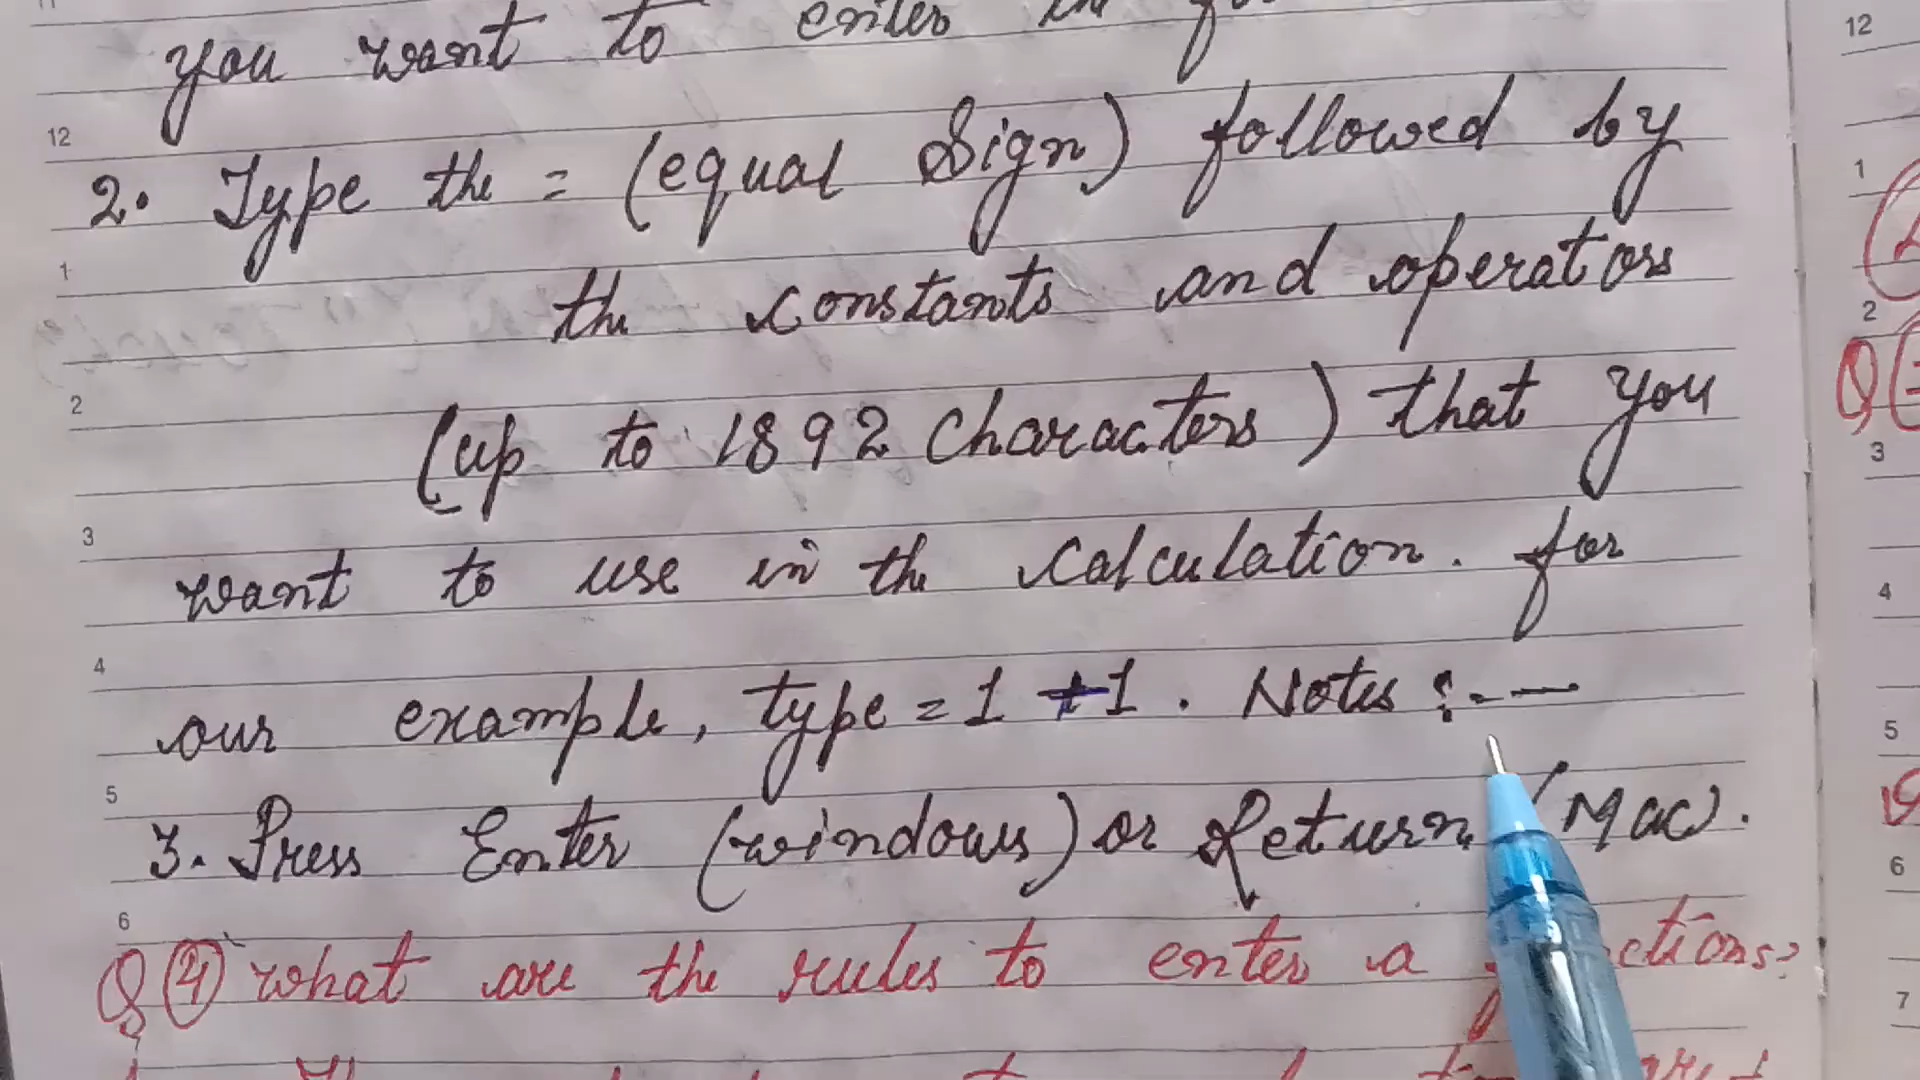 you want to enter the
2. Type the = (equal Sign) followed by
the constants and operators
(up to 1892 characters) that you
want to use in the calculation. for
our example, type = 1 + 1. Notes :- —
3. Press Enter (windows) or Return (Mac).
Q (4) what are the rules to enter a